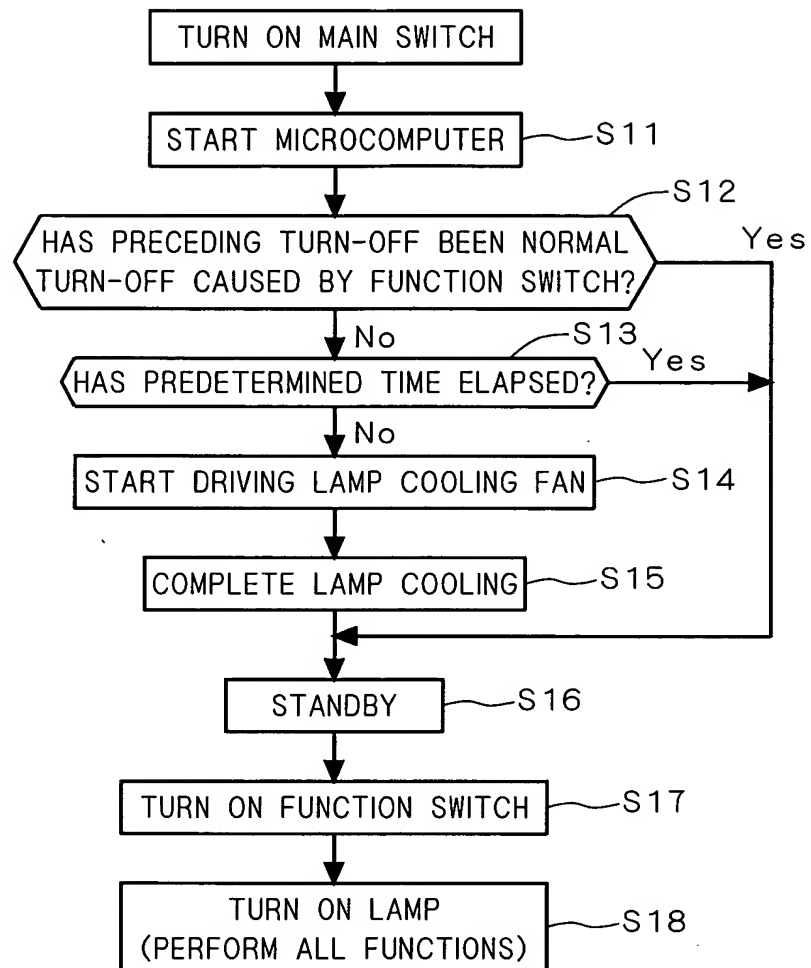 TURN ON MAIN SWITCH
START MICROCOMPUTER
S11
S12
HAS PRECEDING TURN-OFF BEEN NORMAL
TURN-OFF CAUSED BY FUNCTION SWITCH?
Yes
No
S13
HAS PREDETERMINED TIME ELAPSED?
Yes
No
START DRIVING LAMP COOLING FAN
S14
COMPLETE LAMP COOLING
S15
STANDBY
S16
TURN ON FUNCTION SWITCH
S17
TURN ON LAMP
(PERFORM ALL FUNCTIONS)
S18